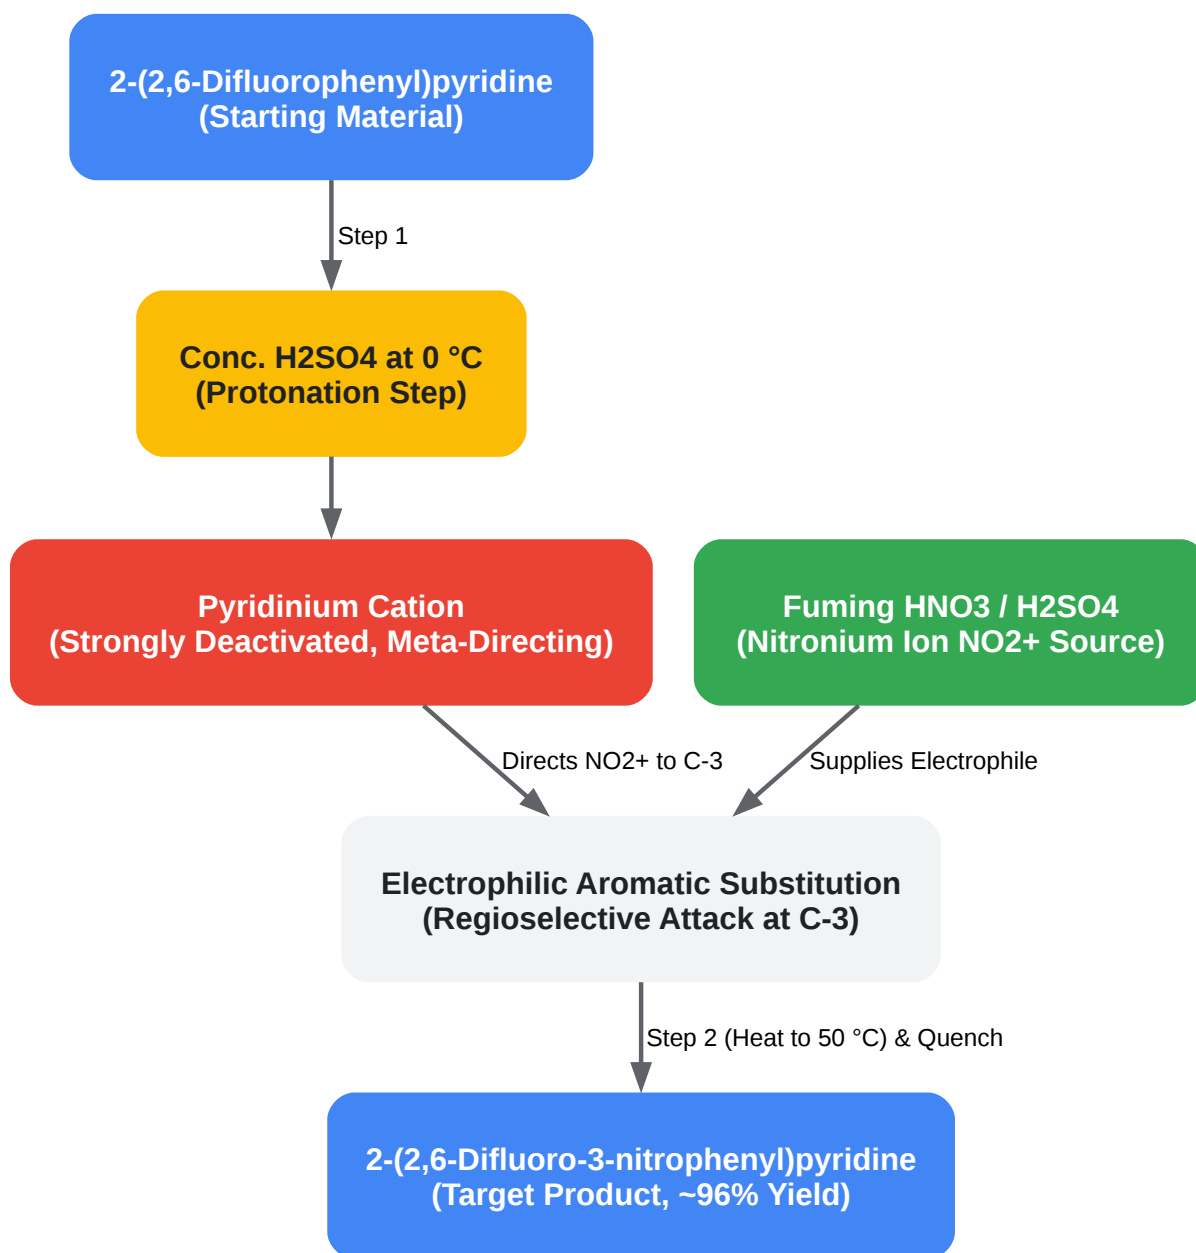 2-(2,6-Difluorophenyl)pyridine
(Starting Material)
Step 1
Conc. H2SO4 at 0 °C
(Protonation Step)
Pyridinium Cation
(Strongly Deactivated, Meta-Directing)
Fuming HNO3 / H2SO4
(Nitronium Ion NO2+ Source)
Directs NO2+ to C-3
Supplies Electrophile
Electrophilic Aromatic Substitution
(Regioselective Attack at C-3)
Step 2 (Heat to 50 °C) & Quench
2-(2,6-Difluoro-3-nitrophenyl)pyridine
(Target Product, ~96% Yield)